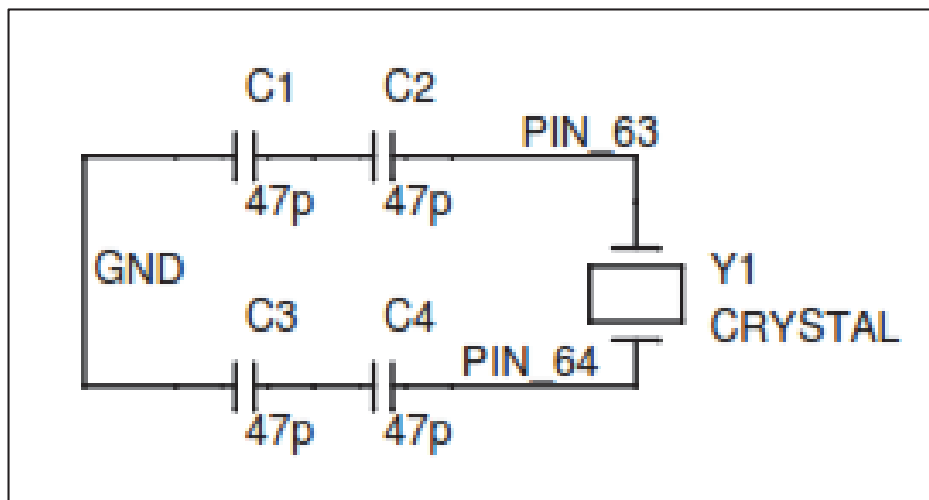 C1 C2
PIN_63
47p 47p
GND
Y1
C3 C4
CRYSTAL
PIN_64
47p 47p